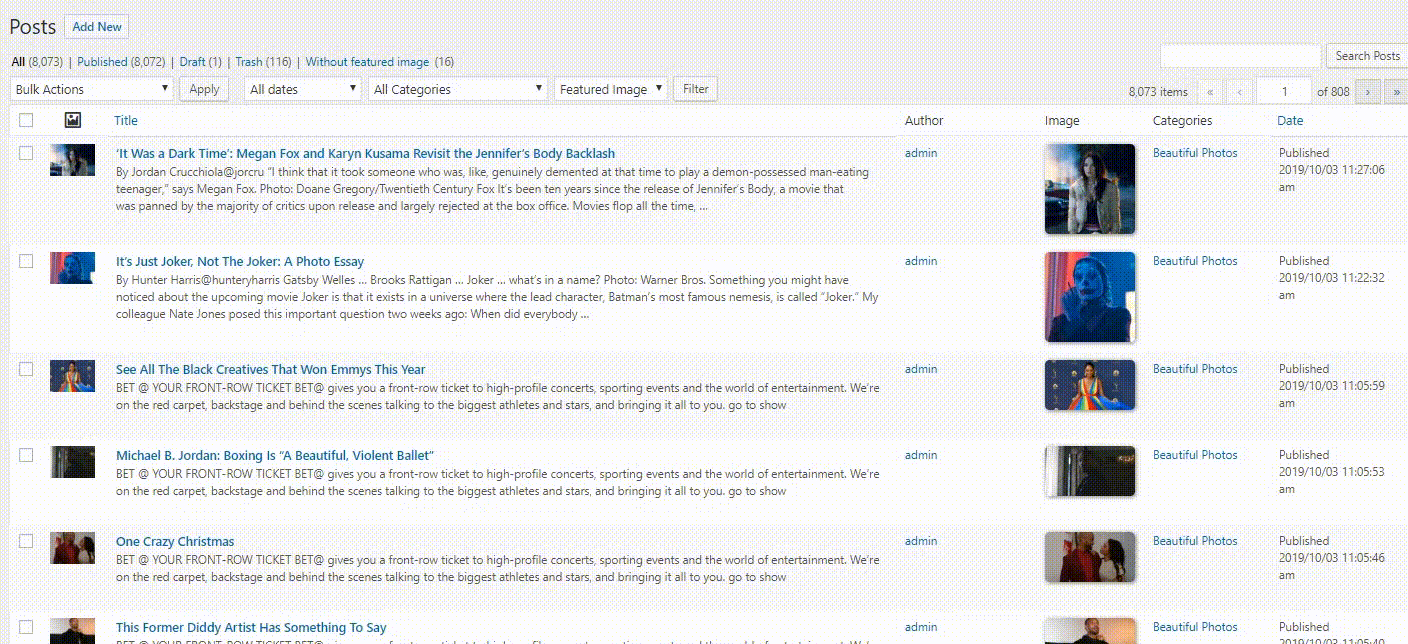 Posts Add New
All (8,073) | Published (8,072) | Draft (1) | Trash (116) | Without featured image (16)
Search Posts
Bulk Actions Apply All dates All Categories Featured Image Filter
8,073 items « ‹ 1 of 808 › »
Title Author Image Categories Date
‘It Was a Dark Time’: Megan Fox and Karyn Kusama Revisit the Jennifer’s Body Backlash
By Jordan Crucchiola@jorcru “I think that it took someone who was, like, genuinely demented at that time to play a demon-possessed man-eating
teenager,” says Megan Fox. Photo: Doane Gregory/Twentieth Century Fox It’s been ten years since the release of Jennifer’s Body, a movie that
was panned by the majority of critics upon release and largely rejected at the box office. Movies flop all the time, ...
admin
Beautiful Photos
Published
2019/10/03 11:27:06
am
It’s Just Joker, Not The Joker: A Photo Essay
By Hunter Harris@hunteryharris Gatsby Welles ... Brooks Rattigan ... Joker ... what’s in a name? Photo: Warner Bros. Something you might have
noticed about the upcoming movie Joker is that it exists in a universe where the lead character, Batman’s most famous nemesis, is called “Joker.” My
colleague Nate Jones posed this important question two weeks ago: When did everybody ...
admin
Beautiful Photos
Published
2019/10/03 11:22:32
am
See All The Black Creatives That Won Emmys This Year
BET @ YOUR FRONT-ROW TICKET BET@ gives you a front-row ticket to high-profile concerts, sporting events and the world of entertainment. We’re
on the red carpet, backstage and behind the scenes talking to the biggest athletes and stars, and bringing it all to you. go to show
admin
Beautiful Photos
Published
2019/10/03 11:05:59
am
Michael B. Jordan: Boxing Is “A Beautiful, Violent Ballet”
BET @ YOUR FRONT-ROW TICKET BET@ gives you a front-row ticket to high-profile concerts, sporting events and the world of entertainment. We’re
on the red carpet, backstage and behind the scenes talking to the biggest athletes and stars, and bringing it all to you. go to show
admin
Beautiful Photos
Published
2019/10/03 11:05:53
am
One Crazy Christmas
BET @ YOUR FRONT-ROW TICKET BET@ gives you a front-row ticket to high-profile concerts, sporting events and the world of entertainment. We’re
on the red carpet, backstage and behind the scenes talking to the biggest athletes and stars, and bringing it all to you. go to show
admin
Beautiful Photos
Published
2019/10/03 11:05:46
am
This Former Diddy Artist Has Something To Say
admin
Beautiful Photos
Published
2019/10/03 11:05:40